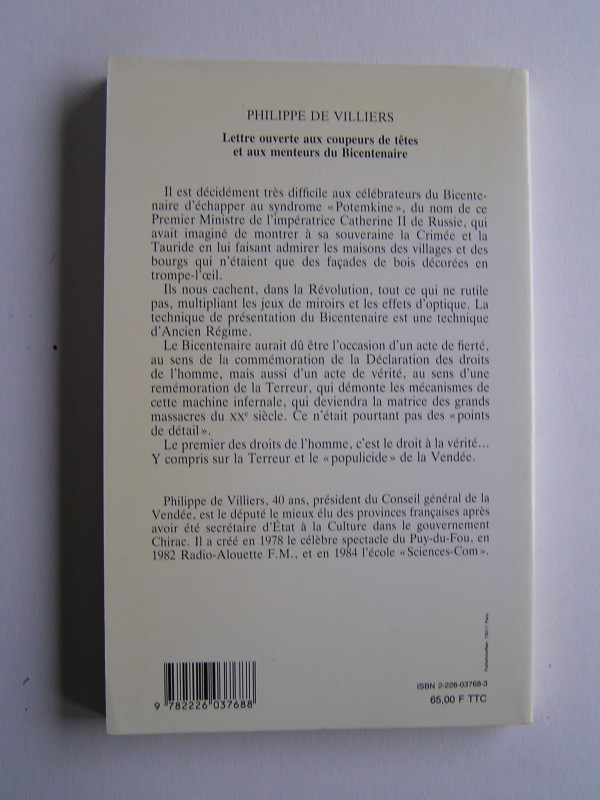 PHILIPPE DE VILLIERS
Lettre ouverte aux coupeurs de têtes
et aux menteurs du Bicentenaire
Il est décidément très difficile aux célébrateurs du Bicente-
naire d'échapper au syndrome «Potemkine», du nom de ce
Premier Ministre de l'impératrice Catherine II de Russie, qui
avait imaginé de montrer à sa souveraine la Crimée et la
Tauride en lui faisant admirer les maisons des villages et des
bourgs qui n'étaient que des façades de bois décorées en
trompe-l'œil.
Ils nous cachent, dans la Révolution, tout ce qui ne rutile
pas, multipliant les jeux de miroirs et les effets d'optique. La
technique de présentation du Bicentenaire est une technique
d'Ancien Régime.
Le Bicentenaire aurait dû être l'occasion d'un acte de fierté,
au sens de la commémoration de la Déclaration des droits
de l'homme, mais aussi d'un acte de vérité, au sens d'une
remémoration de la Terreur, qui démonte les mécanismes de
cette machine infernale, qui deviendra la matrice des grands
massacres du XXe siècle. Ce n'était pourtant pas des «points
de détail».
Le premier des droits de l'homme, c'est le droit à la vérité...
Y compris sur la Terreur et le «populicide» de la Vendée.
Philippe de Villiers, 40 ans, président du Conseil général de la
Vendée, est le député le mieux élu des provinces françaises après
avoir été secrétaire d'État à la Culture dans le gouvernement
Chirac. Il a créé en 1978 le célèbre spectacle du Puy-du-Fou, en
1982 Radio-Alouette F.M., et en 1984 l'école «Sciences-Com».
ISBN 2-226-03768-3
65,00 F TTC
9 782226 037688